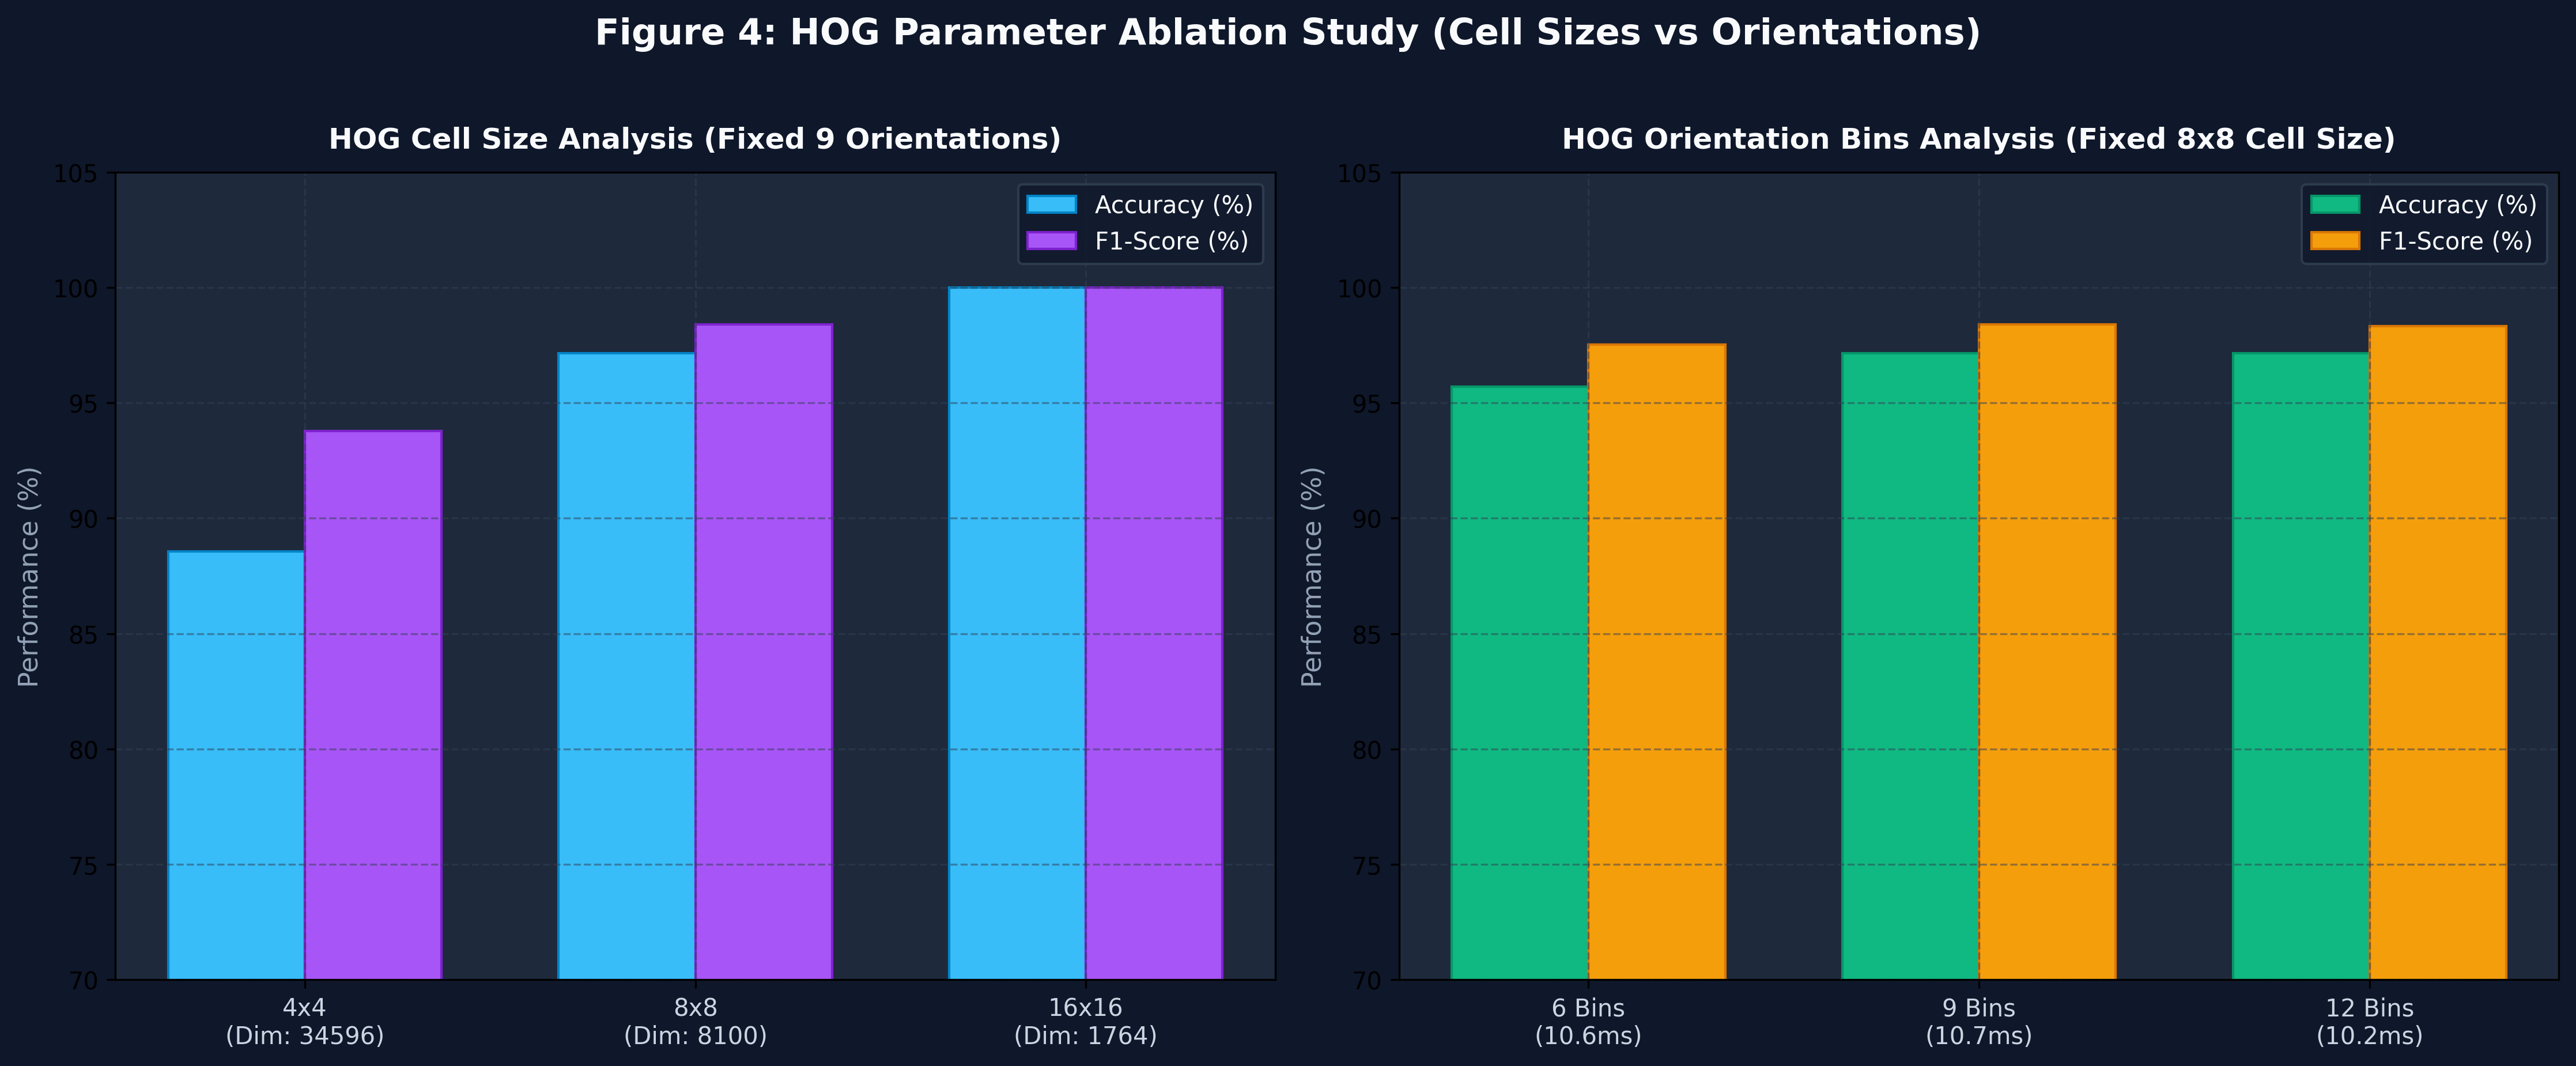 Figure 4: HOG Parameter Ablation Study (Cell Sizes vs Orientations)
HOG Cell Size Analysis (Fixed 9 Orientations)
105
100
95
90
85
80
75
70
Performance (%)
Accuracy (%)
F1-Score (%)
4x4
(Dim: 34596)
8x8
(Dim: 8100)
16x16
(Dim: 1764)
HOG Orientation Bins Analysis (Fixed 8x8 Cell Size)
105
100
95
90
85
80
75
70
Performance (%)
Accuracy (%)
F1-Score (%)
6 Bins
(10.6ms)
9 Bins
(10.7ms)
12 Bins
(10.2ms)